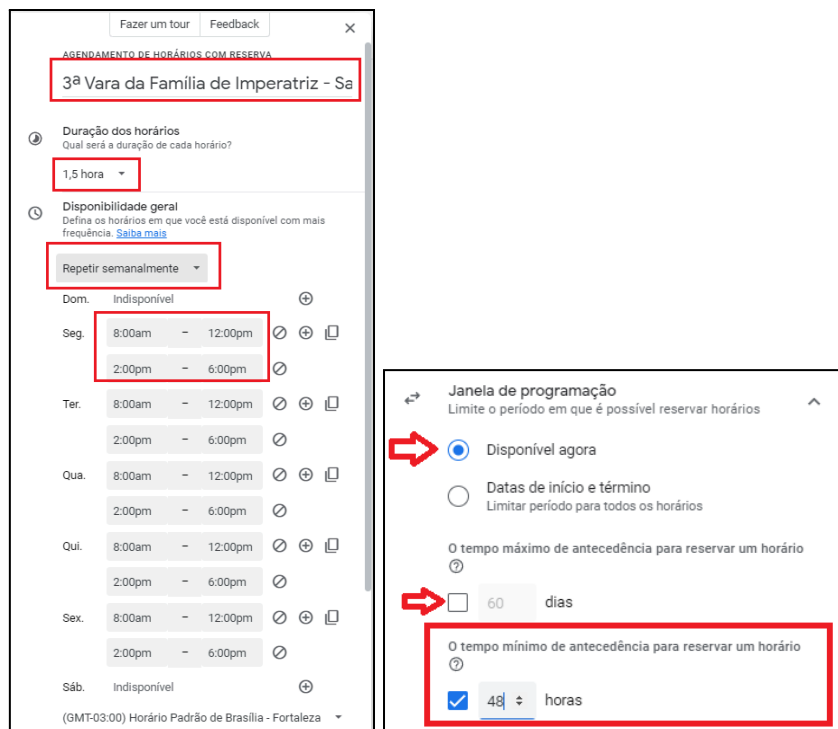 Fazer um tour Feedback
AGENDAMENTO DE HORÁRIOS COM RESERVA
3ª Vara da Família de Imperatriz - Sa
Duração dos horários
Qual será a duração de cada horário?
1,5 hora
Disponibilidade geral
Defina os horários em que você está disponível com mais
frequência. Saiba mais
Repetir semanalmente
Dom. Indisponível
Seg. 8:00am – 12:00pm
2:00pm – 6:00pm
Ter. 8:00am – 12:00pm
2:00pm – 6:00pm
Qua. 8:00am – 12:00pm
2:00pm – 6:00pm
Qui. 8:00am – 12:00pm
2:00pm – 6:00pm
Sex. 8:00am – 12:00pm
2:00pm – 6:00pm
Sáb. Indisponível
(GMT-03:00) Horário Padrão de Brasília - Fortaleza
Janela de programação
Limite o período em que é possível reservar horários
Disponível agora
Datas de início e término
Limitar período para todos os horários
O tempo máximo de antecedência para reservar um horário
60 dias
O tempo mínimo de antecedência para reservar um horário
48 horas